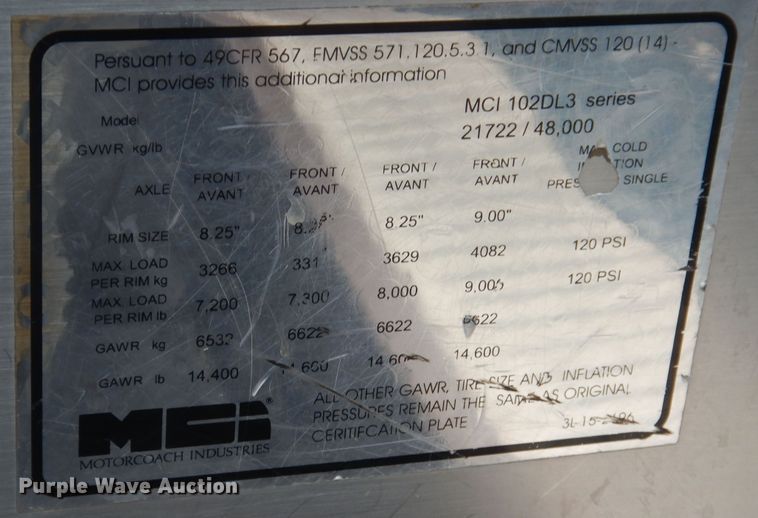 Persuant to 49CFR 567, FMVSS 571.120.5.3.1, and CMVSS 120 (14) -
MCI provides this additional information
Model MCI 102DL3 series
GVWR kg/lb 21722 / 48,000
AXLE FRONT / AVANT FRONT / AVANT FRONT / AVANT FRONT / AVANT COLD SINGLE
RIM SIZE 8.25" 8.25" 9.00"
MAX. LOAD PER RIM kg 3266 3629 4082 120 PSI
MAX. LOAD PER RIM lb 7,200 7,300 8,000 120 PSI
GAWR kg 6622 6622
GAWR lb 14,400 14,600
ALL OTHER GAWR, TIRE SIZE AND INFLATION
PRESSURES REMAIN THE SAME AS ORIGINAL
CERITIFCATION PLATE
MCI ®
MOTORCOACH INDUSTRIES
Purple Wave Auction